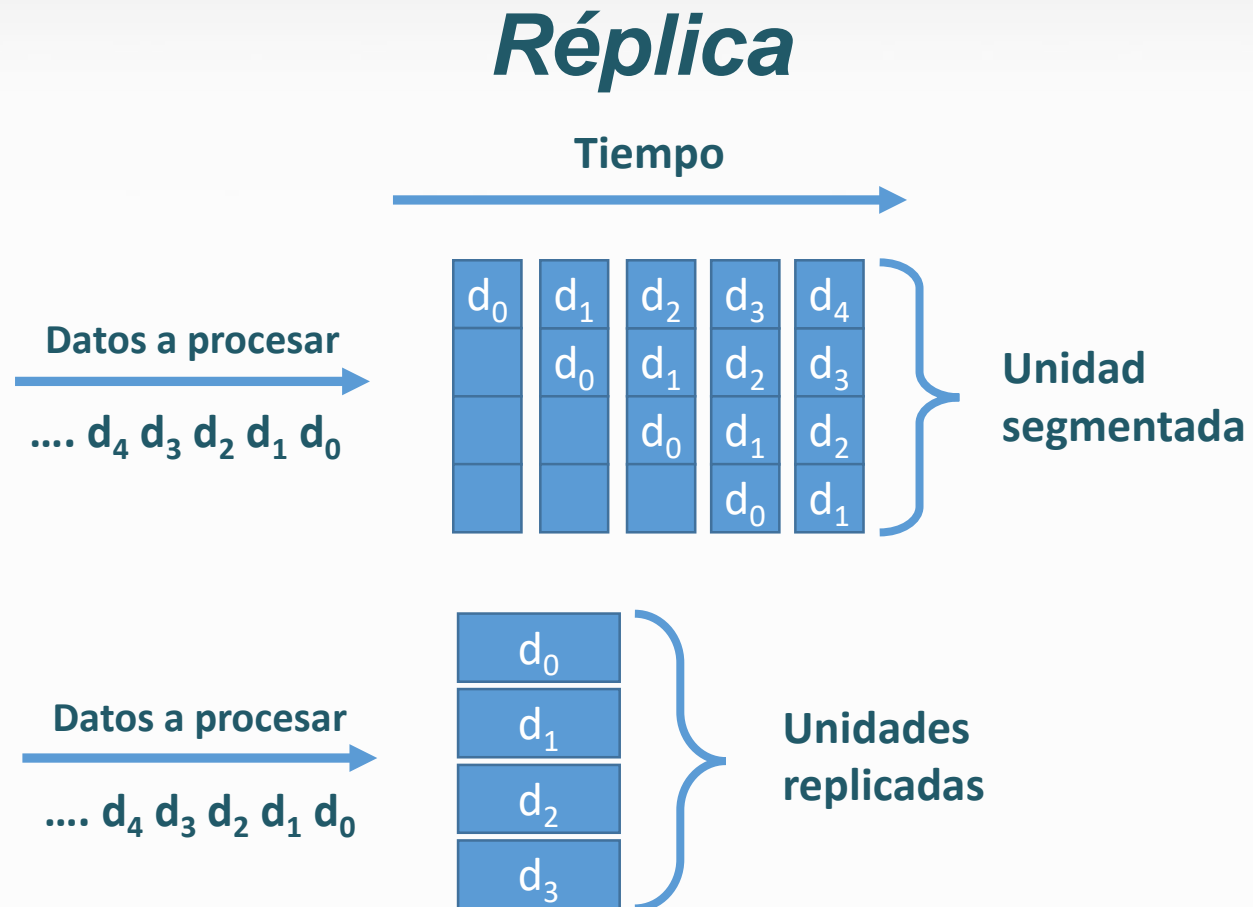 Réplica
Tiempo
Datos a procesar
.... d₄ d₃ d₂ d₁ d₀
d₀ d₁ d₂ d₃ d₄
d₀ d₁ d₂ d₃
d₀ d₁ d₂
d₀ d₁
Unidad
segmentada
Datos a procesar
.... d₄ d₃ d₂ d₁ d₀
d₀
d₁
d₂
d₃
Unidades
replicadas